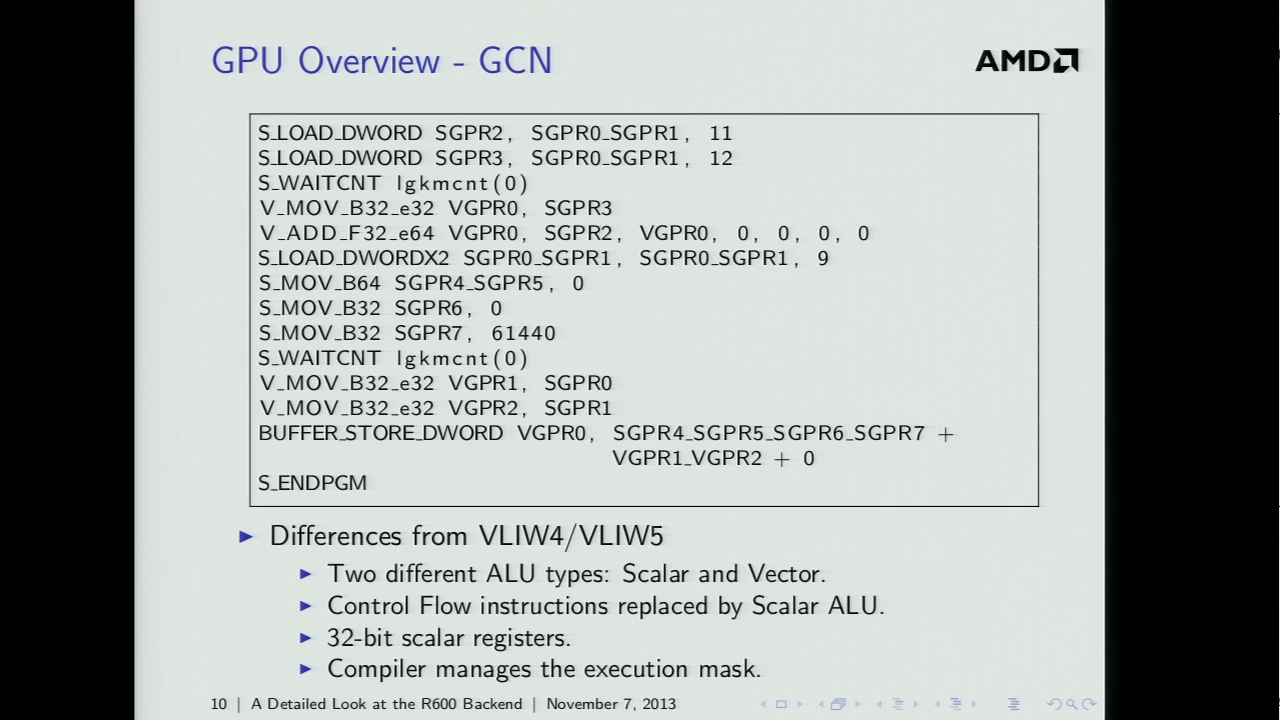 GPU Overview - GCN
AMD
S_LOAD_DWORD SGPR2, SGPR0_SGPR1, 11
S_LOAD_DWORD SGPR3, SGPR0_SGPR1, 12
S_WAITCNT lgkmcnt(0)
V_MOV_B32_e32 VGPR0, SGPR3
V_ADD_F32_e64 VGPR0, SGPR2, VGPR0, 0, 0, 0, 0
S_LOAD_DWORDX2 SGPR0_SGPR1, SGPR0_SGPR1, 9
S_MOV_B64 SGPR4_SGPR5, 0
S_MOV_B32 SGPR6, 0
S_MOV_B32 SGPR7, 61440
S_WAITCNT lgkmcnt(0)
V_MOV_B32_e32 VGPR1, SGPR0
V_MOV_B32_e32 VGPR2, SGPR1
BUFFER_STORE_DWORD VGPR0, SGPR4_SGPR5_SGPR6_SGPR7 +
VGPR1_VGPR2 + 0
S_ENDPGM
Differences from VLIW4/VLIW5
Two different ALU types: Scalar and Vector.
Control Flow instructions replaced by Scalar ALU.
32-bit scalar registers.
Compiler manages the execution mask.
10 | A Detailed Look at the R600 Backend | November 7, 2013